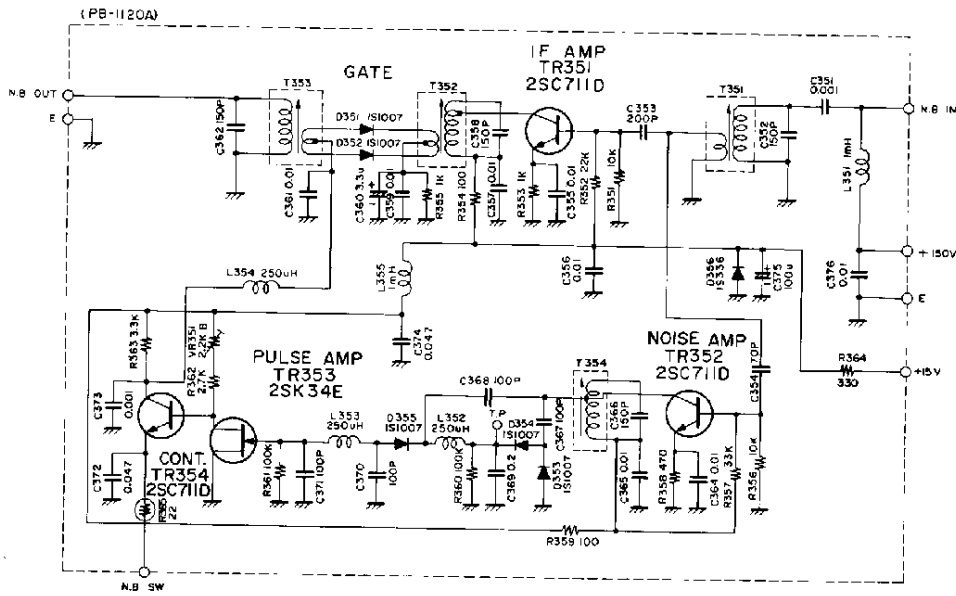 (PB-1120A)
IF AMP
TR351
2SC711D
GATE
T353
T352
T351
C351
0.001
N.B OUT
E
C362 150P
D351 1S1007
D352 1S1007
C358
150P
C353
200P
C352
150P
N.B IN
L351 1mH
C361 0.01
C360 3.3u
C359 0.01
R355 1K
R354 100
C357 0.01
R353 1K
C355 0.01
R352 22K
R351 10K
L354 250uH
L355
1mH
C356
0.01
D356
1S336
C375
100u
C376
0.01
+150V
E
R363 3.3K
VR351
2.2K B
R362
2.7K
C374
0.047
PULSE AMP
TR353
2SK34E
NOISE AMP
TR352
2SC711D
T354
C354 70P
R364
330
+15V
C373
0.001
C368 100P
L353
250uH
D355
1S1007
L352
250uH
T.P
D354
1S1007
C367 100P
C366
150P
CONT.
TR354
2SC711D
C372
0.047
R365
22
R361 100K
C371 100P
C370
100P
R360 100K
C369 0.2
D353
1S1007
C365 0.01
R358 470
C364 0.01
R357 33K
R356 10K
R359 100
N.B SW